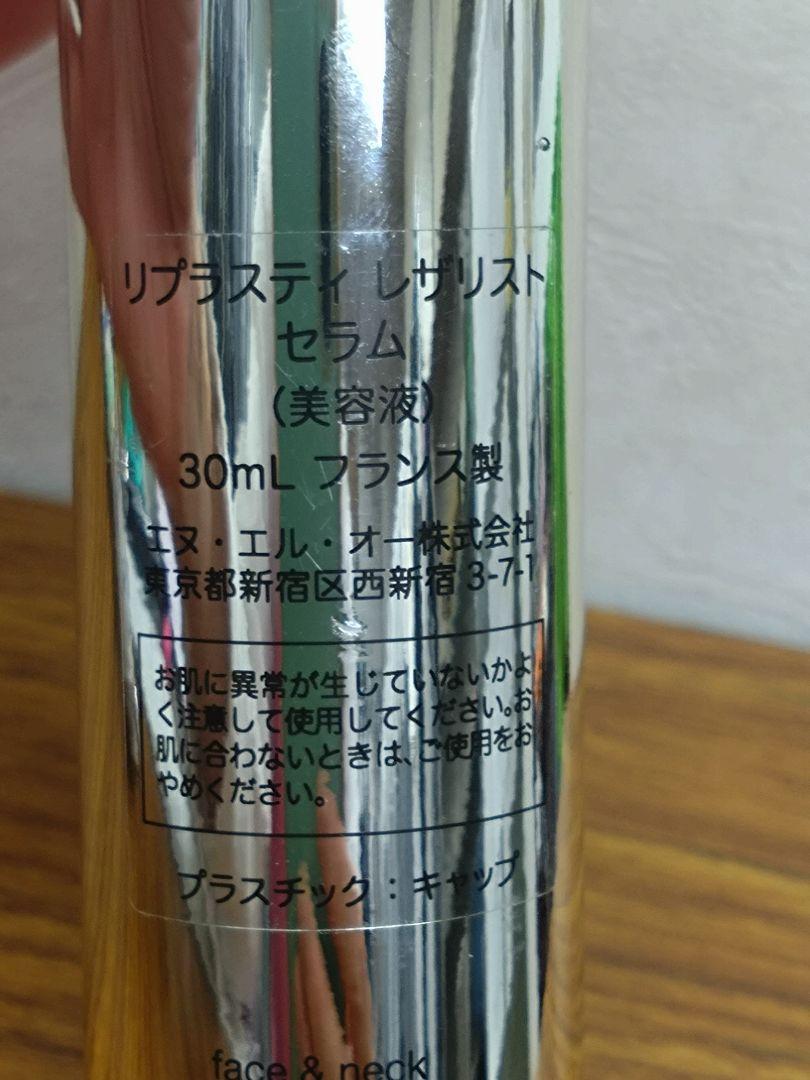 リプラスティ レザリスト
セラム
(美容液)
30mL フランス製
エヌ・エル・オー株式会社
東京都新宿区西新宿 3-7-1
お肌に異常が生じていないかよ
く注意して使用してください。お
肌に合わないときは、ご使用をお
やめください。
プラスチック : キャップ
face & neck